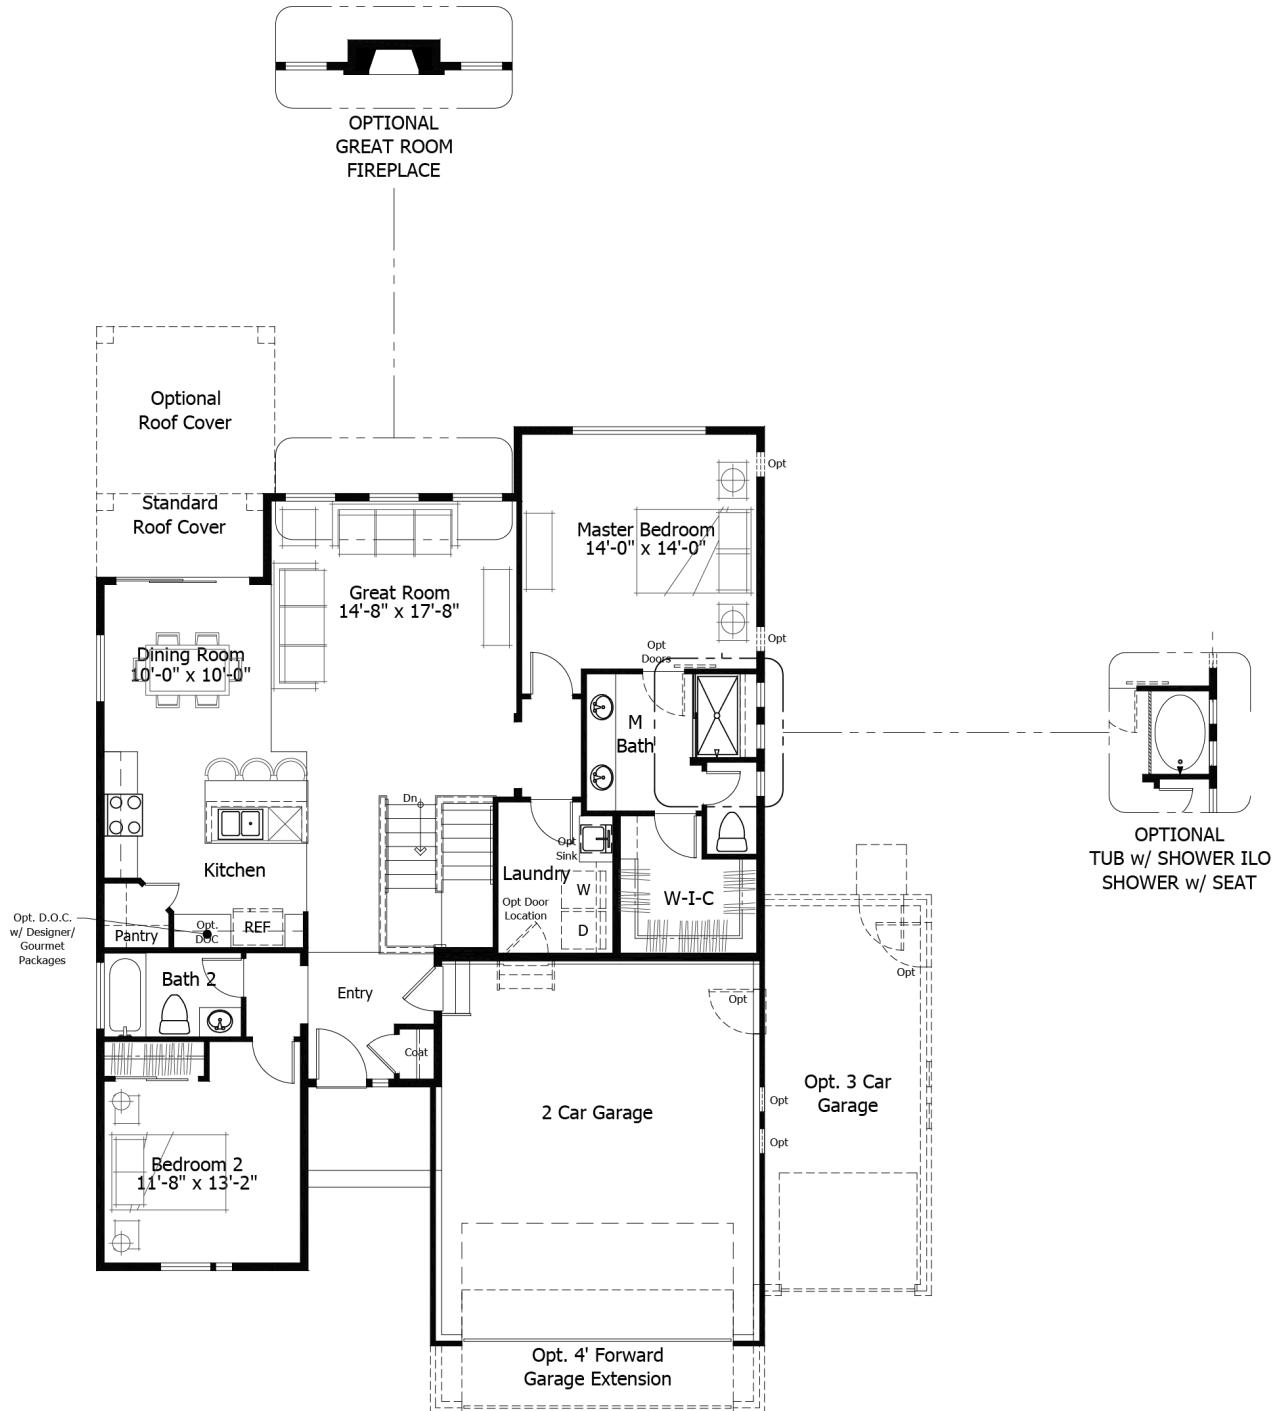 OPTIONAL
GREAT ROOM
FIREPLACE
Optional
Roof Cover
Standard
Roof Cover
Opt
Master Bedroom
14'-0" x 14'-0"
Great Room
14'-8" x 17'-8"
Opt
Opt
Doors
Dining Room
10'-0" x 10'-0"
M
Bath
Dn
OPTIONAL
TUB w/ SHOWER ILO
SHOWER w/ SEAT
Opt
Sink
Kitchen
Laundry
W
W-I-C
Opt Door
Location
D
Opt. D.O.C.
w/ Designer/
Gourmet
Packages
Pantry
Opt.
DOC
REF
Bath 2
Entry
Opt
Opt
Coat
Opt. 3 Car
Garage
2 Car Garage
Opt
Opt
Bedroom 2
11'-8" x 13'-2"
Opt. 4' Forward
Garage Extension